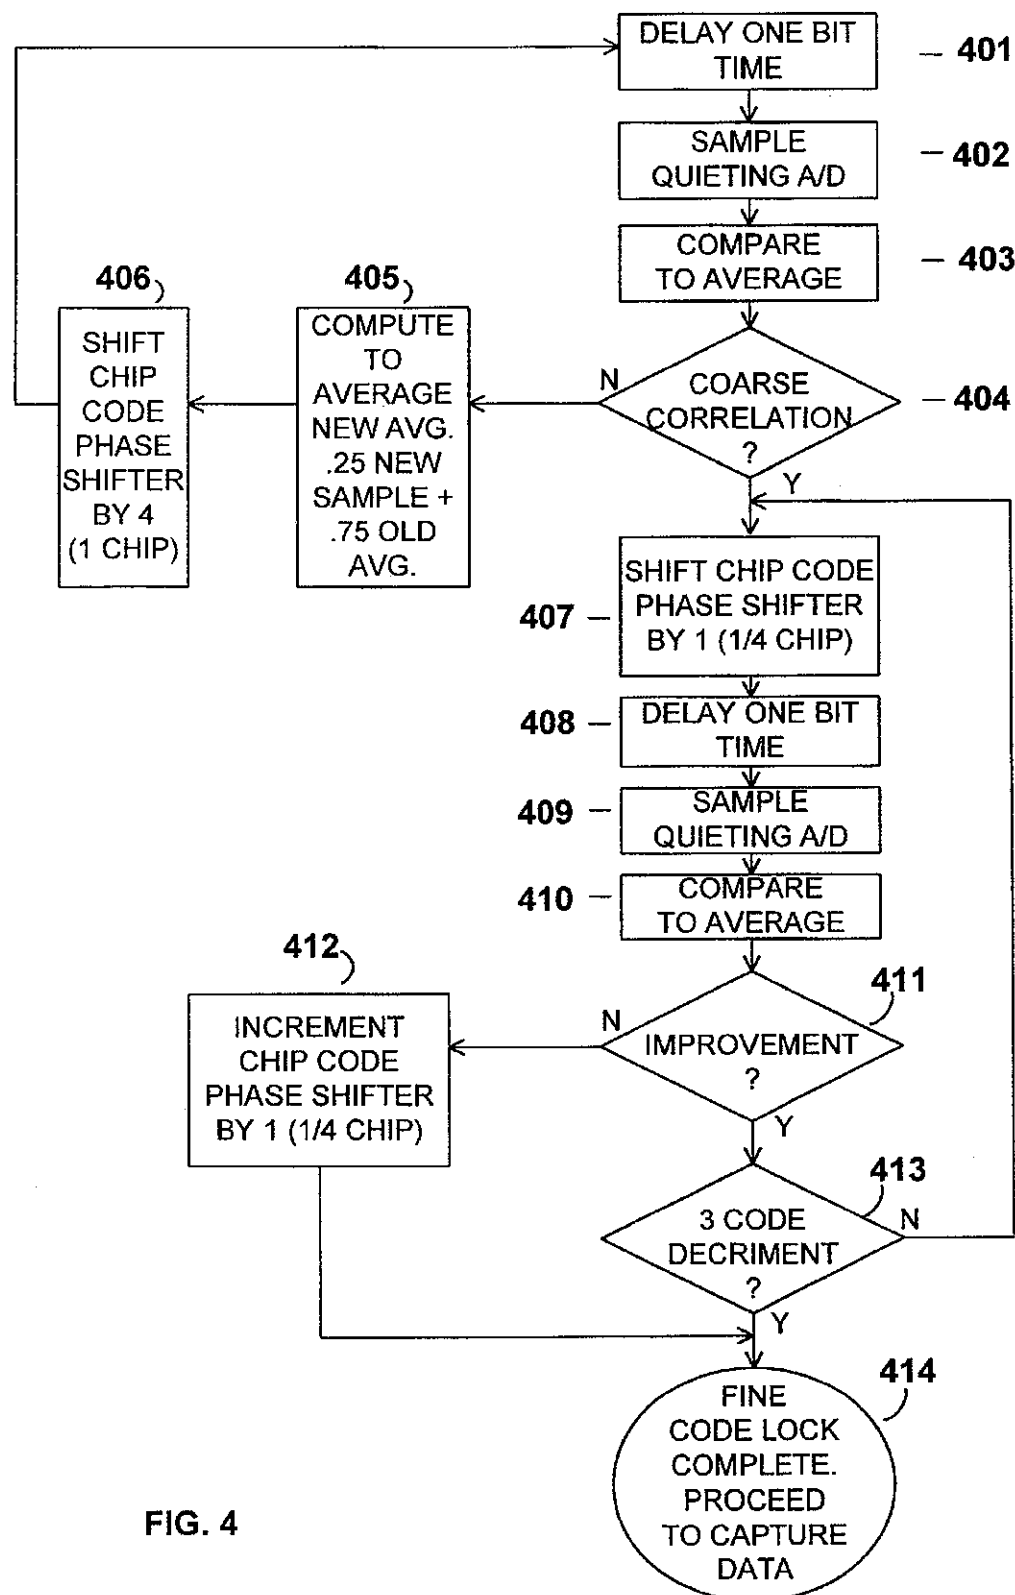 DELAY ONE BIT
TIME
401
SAMPLE
QUIETING A/D
402
COMPARE
TO AVERAGE
403
COARSE
CORRELATION
?
404
N
Y
405
COMPUTE
TO
AVERAGE
NEW AVG.
.25 NEW
SAMPLE +
.75 OLD
AVG.
406
SHIFT
CHIP
CODE
PHASE
SHIFTER
BY 4
(1 CHIP)
SHIFT CHIP CODE
PHASE SHIFTER
BY 1 (1/4 CHIP)
407
DELAY ONE BIT
TIME
408
SAMPLE
QUIETING A/D
409
COMPARE
TO AVERAGE
410
IMPROVEMENT
?
411
N
Y
412
INCREMENT
CHIP CODE
PHASE SHIFTER
BY 1 (1/4 CHIP)
3 CODE
DECRIMENT
?
413
N
Y
FINE
CODE LOCK
COMPLETE.
PROCEED
TO CAPTURE
DATA
414
FIG. 4